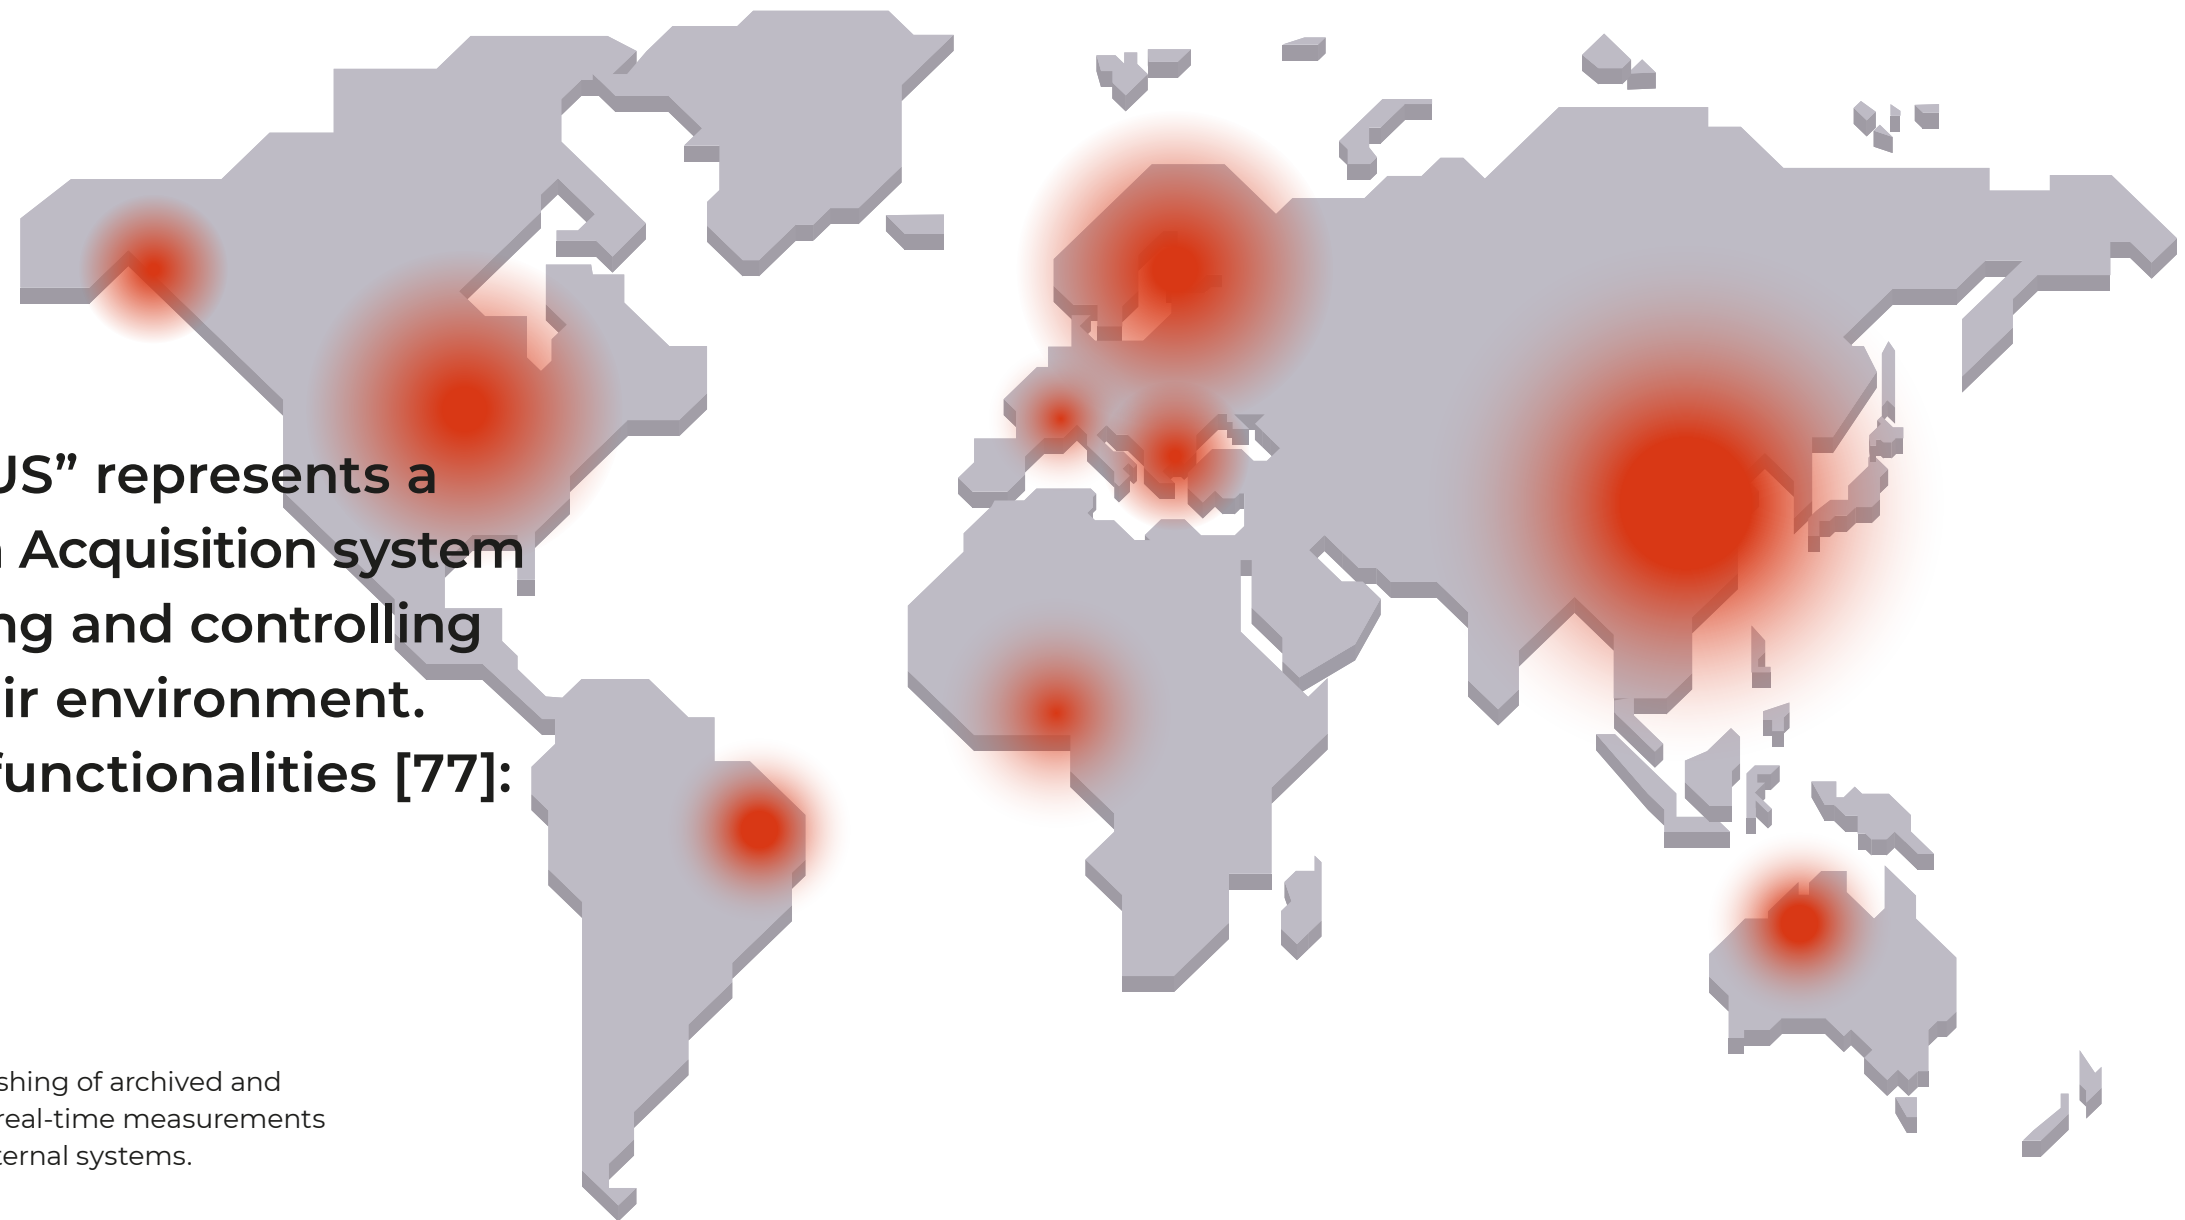 US” represents a
Acquisition system
ng and controlling
ir environment.
functionalities [77]:
shing of archived and
real-time measurements
ternal systems.